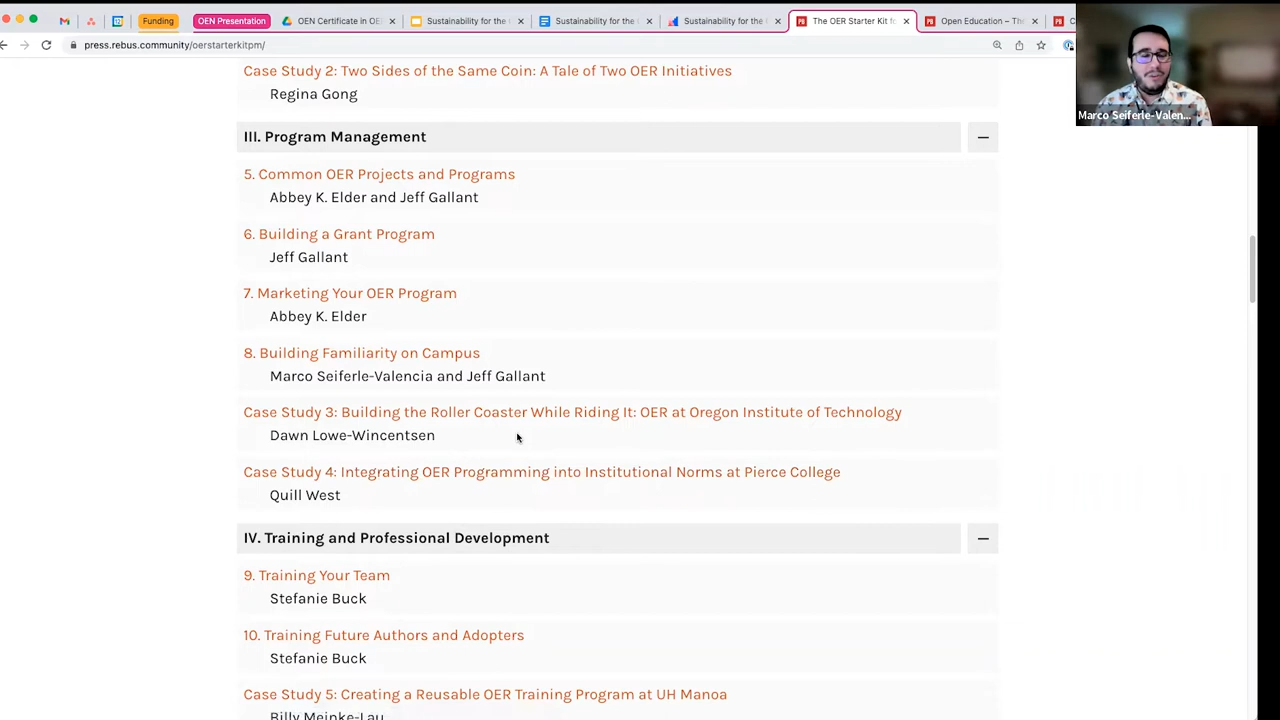 Funding
OEN Presentation
OEN Certificate in OE
Sustainability for the
Sustainability for the
Sustainability for the
The OER Starter Kit fo
Open Education – The
C
press.rebus.community/oerstarterkitpm/
Marco Seiferle-Valen...
Case Study 2: Two Sides of the Same Coin: A Tale of Two OER Initiatives
Regina Gong
III. Program Management
5. Common OER Projects and Programs
Abbey K. Elder and Jeff Gallant
6. Building a Grant Program
Jeff Gallant
7. Marketing Your OER Program
Abbey K. Elder
8. Building Familiarity on Campus
Marco Seiferle-Valencia and Jeff Gallant
Case Study 3: Building the Roller Coaster While Riding It: OER at Oregon Institute of Technology
Dawn Lowe-Wincentsen
Case Study 4: Integrating OER Programming into Institutional Norms at Pierce College
Quill West
IV. Training and Professional Development
9. Training Your Team
Stefanie Buck
10. Training Future Authors and Adopters
Stefanie Buck
Case Study 5: Creating a Reusable OER Training Program at UH Manoa
Billy Meinke-Lau